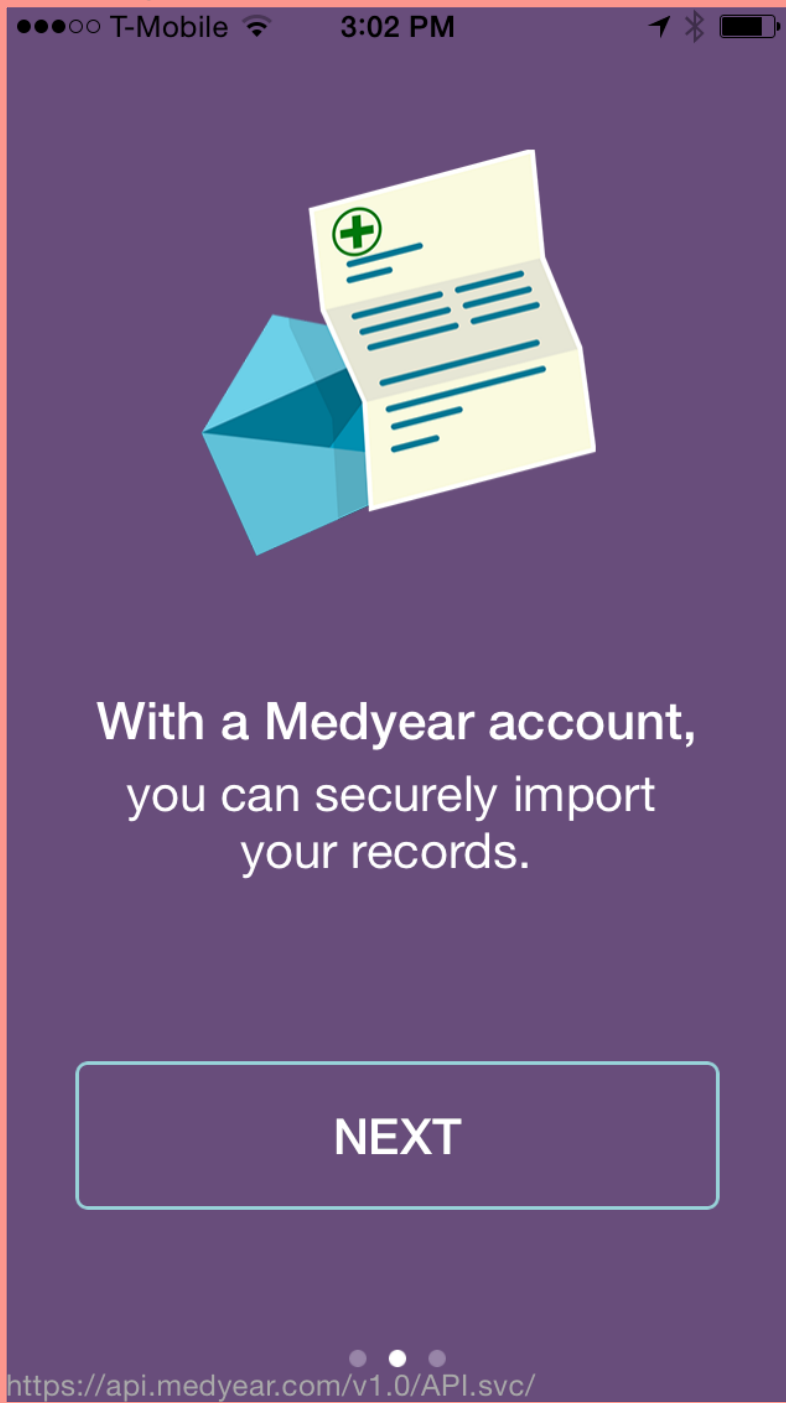 T-Mobile 3:02 PM
With a Medyear account,
you can securely import
your records.
NEXT
https://api.medyear.com/v1.0/API.svc/